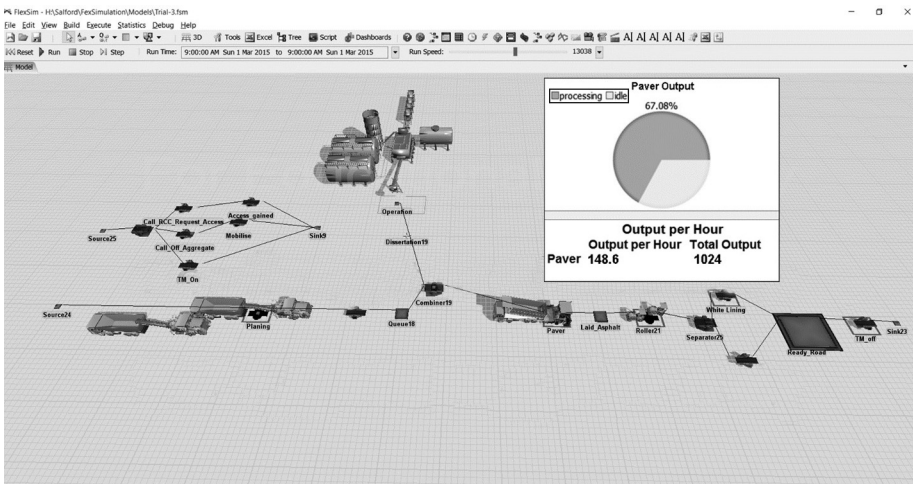 FlexSim - H:\Salford\FexSimulation\Models\Trial-3.fsm
File Edit View Build Execute Statistics Debug Help
3D Tools Excel Tree Script Dashboards A A A A A
Reset Run Stop Step Run Time: 9:00:00 AM Sun 1 Mar 2015 to 9:00:00 AM Sun 1 Mar 2015 Run Speed: 13038
Model
Paver Output
processing idle
67.08%
Operation
Call_BCC_Request_Access Access_gained
Source25 Mobilise Sink9
Call_Off_Aggregate
Dissertation19
TM_On
Output per Hour
Output per Hour Total Output
Paver 148.6 1024
Combiner19
Source24 Planing Queue18
White Lining
Paver Laid_Asphalt Roller21 Separator25
Ready_Road TM_off Sink23